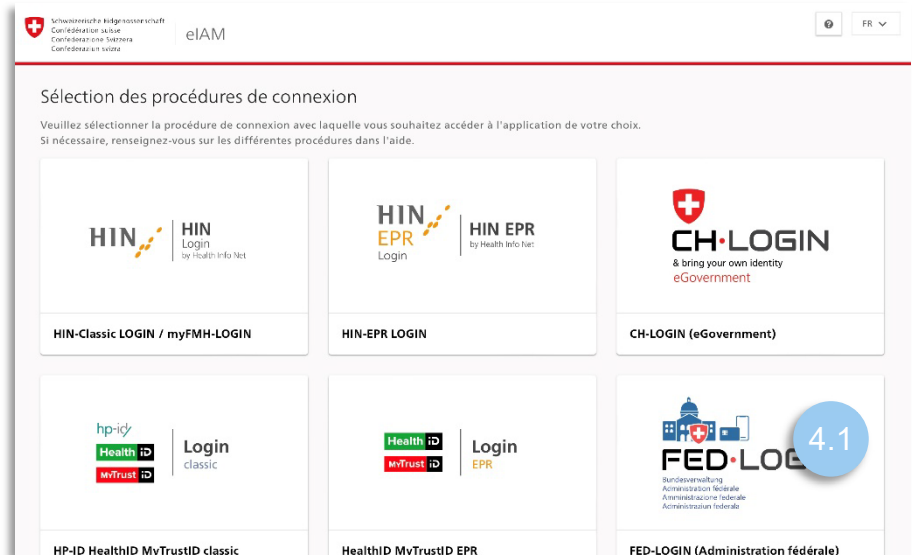 Schweizerische Eidgenossenschaft
Confédération suisse
Confederazione Svizzera
Confederaziun svizra
eIAM
FR
Sélection des procédures de connexion
Veuillez sélectionner la procédure de connexion avec laquelle vous souhaitez accéder à l'application de votre choix.
Si nécessaire, renseignez-vous sur les différentes procédures dans l'aide.
HIN
HIN
Login
by Health Info Net
HIN-Classic LOGIN / myFMH-LOGIN
HIN
EPR
Login
HIN EPR
by Health Info Net
HIN-EPR LOGIN
CH·LOGIN
& bring your own identity
eGovernment
CH-LOGIN (eGovernment)
hp-id
Health iD
MYTrust iD
Login
classic
HP-ID HealthID MyTrustID classic
Health iD
MYTrust iD
Login
EPR
HealthID MyTrustID EPR
4.1
FED·LOG
Bundesverwaltung
Administration fédérale
Amministrazione federale
Administraziun federala
FED-LOGIN (Administration fédérale)